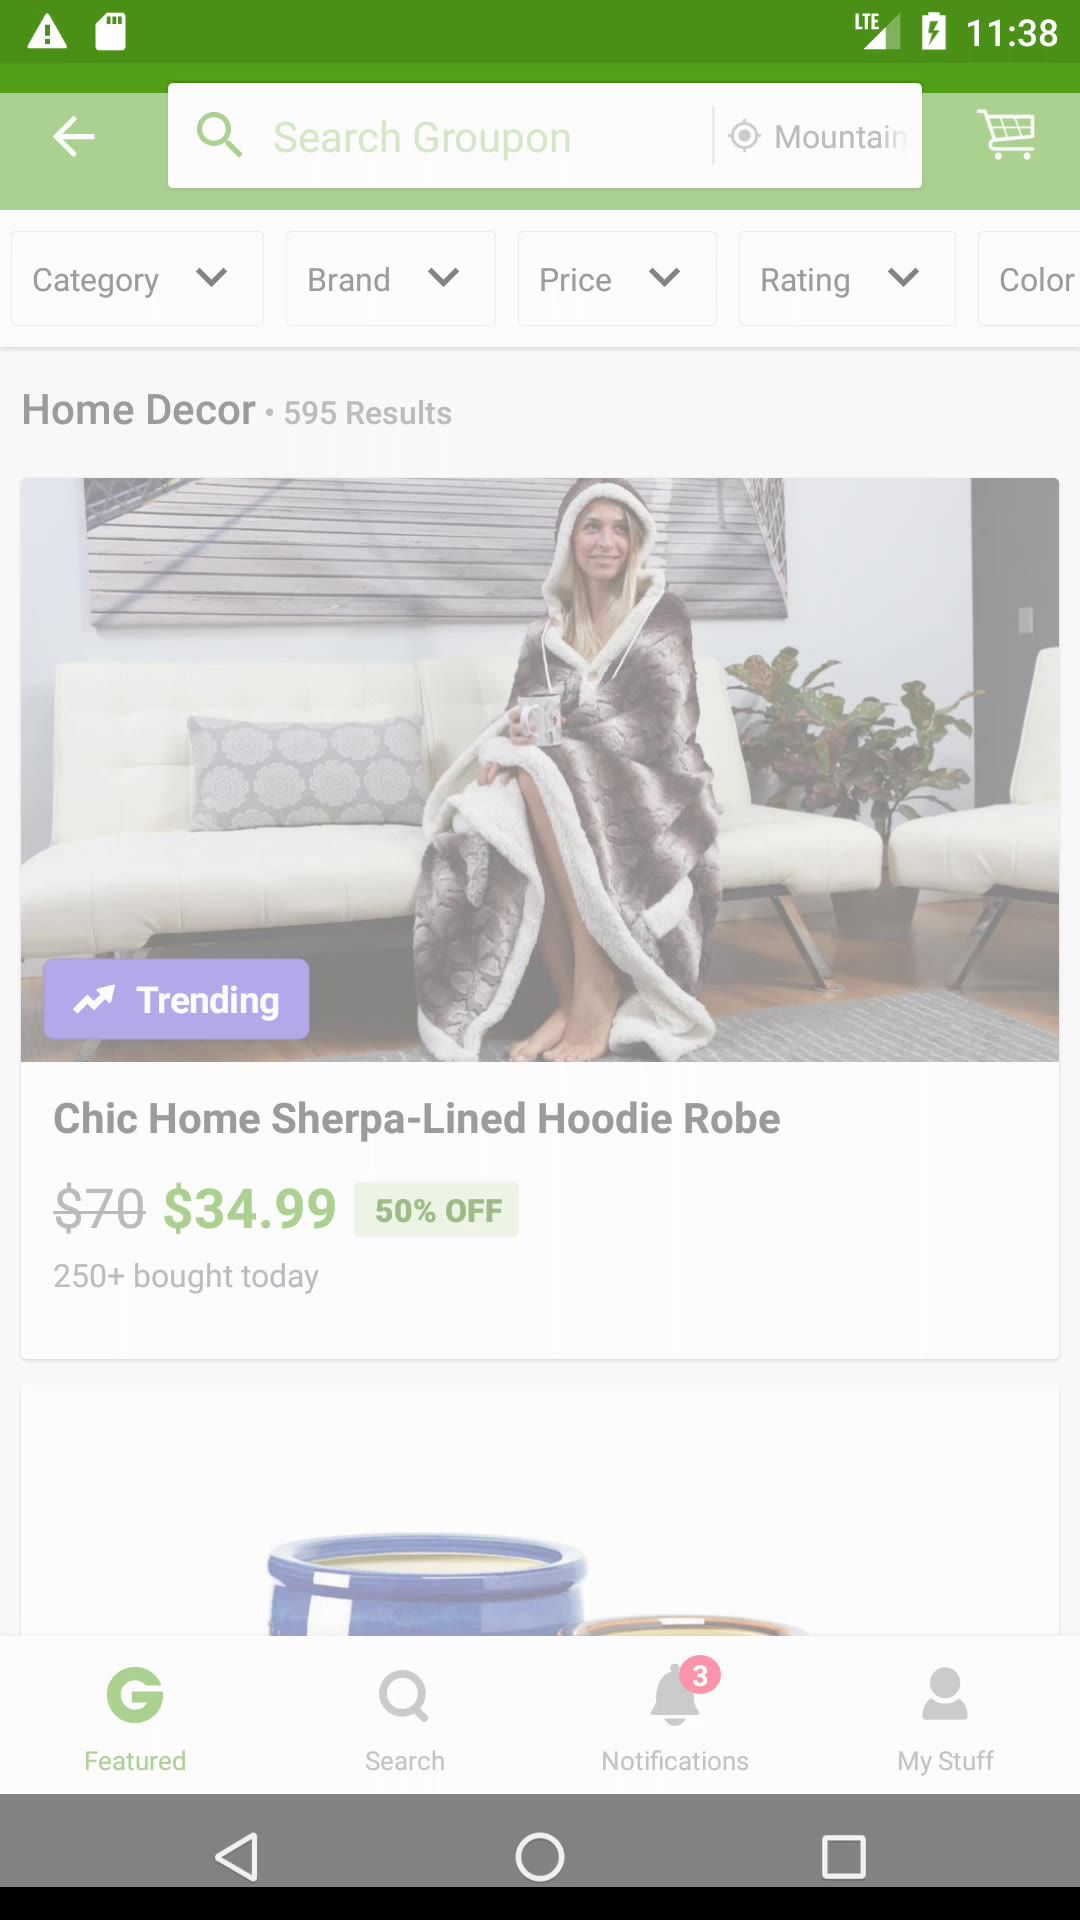 LTE 11:38
Search Groupon Mountain
Category Brand Price Rating Color
Home Decor • 595 Results
Trending
Chic Home Sherpa-Lined Hoodie Robe
$70 $34.99 50% OFF
250+ bought today
3
Featured Search Notifications My Stuff